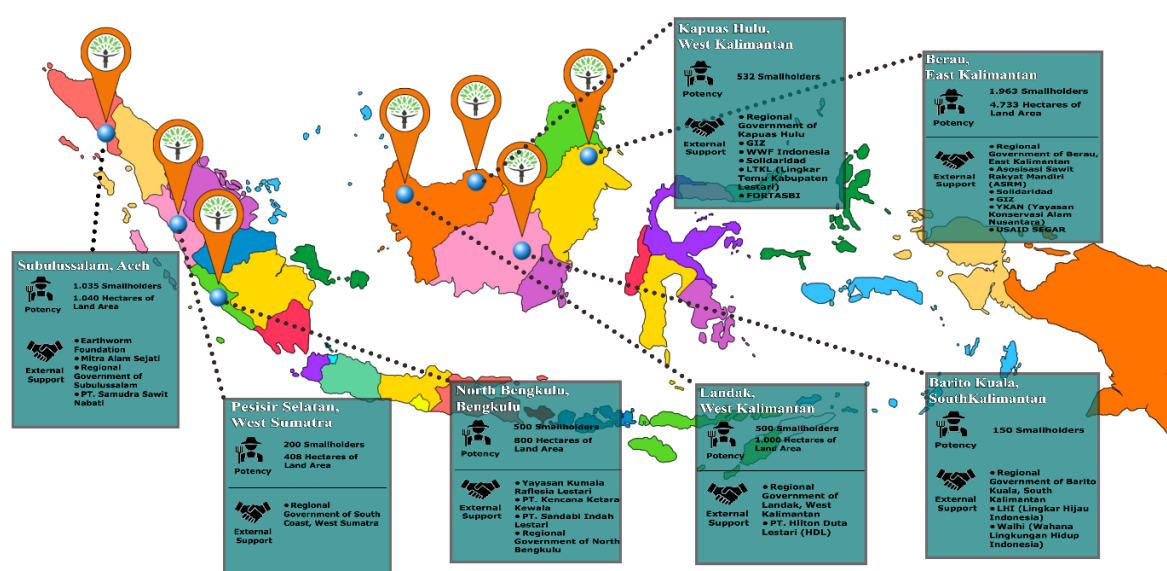 Kapuas Hulu,
West Kalimantan
532 Smallholders
Potency
External
Support
● Regional
Government of
Kapuas Hulu
● GIZ
● WWF Indonesia
● Solidaridad
● LTKL (Lingkar
Temu Kabupaten
Lestari)
● FORTASBI
Berau,
East Kalimantan
1.963 Smallholders
4.733 Hectares of
Land Area
Potency
External
Support
● Regional
Government of Berau,
East Kalimantan
● Asosisasi Sawit
Rakyat Mandiri
(ASRM)
● Solidaridad
● GIZ
● YKAN (Yayasan
Konservasi Alam
Nusantara)
● USAID SEGAR
Subulussalam, Aceh
1.035 Smallholders
1.040 Hectares of
Land Area
Potency
External
Support
● Earthworm
Foundation
● Mitra Alam Sejati
● Regional
Government of
Subulussalam
● PT. Samudra Sawit
Nabati
Pesisir Selatan,
West Sumatra
200 Smallholders
408 Hectares of
Land Area
Potency
External
Support
● Regional
Government of South
Coast, West Sumatra
North Bengkulu,
Bengkulu
500 Smallholders
800 Hectares of
Land Area
Potency
External
Support
● Yayasan Kumala
Raflesia Lestari
● PT. Kencana Ketara
Kewala
● PT. Sandabi Indah
Lestari
● Regional
Government of North
Bengkulu
Landak,
West Kalimantan
500 Smallholders
1.000 Hectares of
Land Area
Potency
External
Support
● Regional
Government of
Landak, West
Kalimantan
● PT. Hilton Duta
Lestari (HDL)
Barito Kuala,
SouthKalimantan
150 Smallholders
Potency
External
Support
● Regional
Government of Barito
Kuala, South
Kalimantan
● LHI (Lingkar Hijau
Indonesia)
● Walhi (Wahana
Lingkungan Hidup
Indonesia)